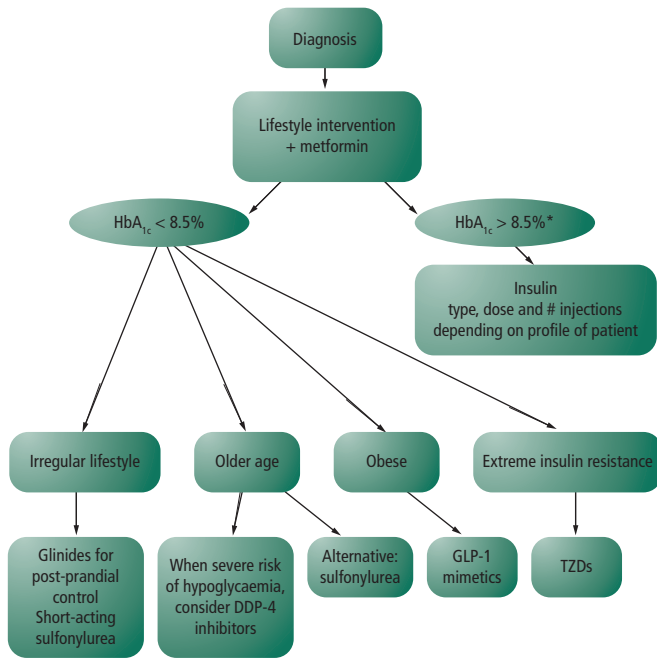 Diagnosis
Lifestyle intervention
+ metformin
HbA1c < 8.5%
HbA1c > 8.5%*
Insulin
type, dose and # injections
depending on profile of patient
Irregular lifestyle
Older age
Obese
Extreme insulin resistance
Glinides for
post-prandial
control
Short-acting
sulfonylurea
When severe risk
of hypoglycaemia,
consider DDP-4
inhibitors
Alternative:
sulfonylurea
GLP-1
mimetics
TZDs